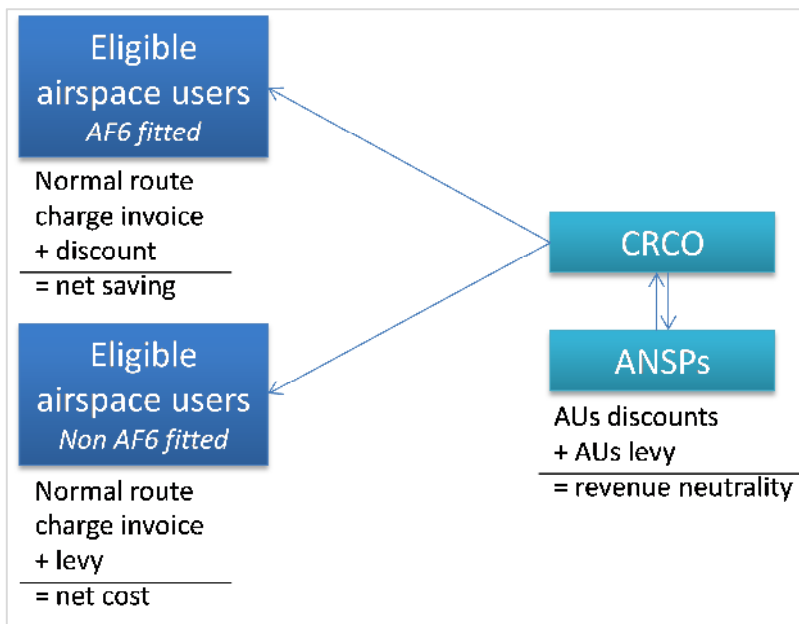 Eligible
airspace users
AF6 fitted
Normal route
charge invoice
+ discount
= net saving
Eligible
airspace users
Non AF6 fitted
Normal route
charge invoice
+ levy
= net cost
CRCO
ANSPs
AUs discounts
+ AUs levy
= revenue neutrality